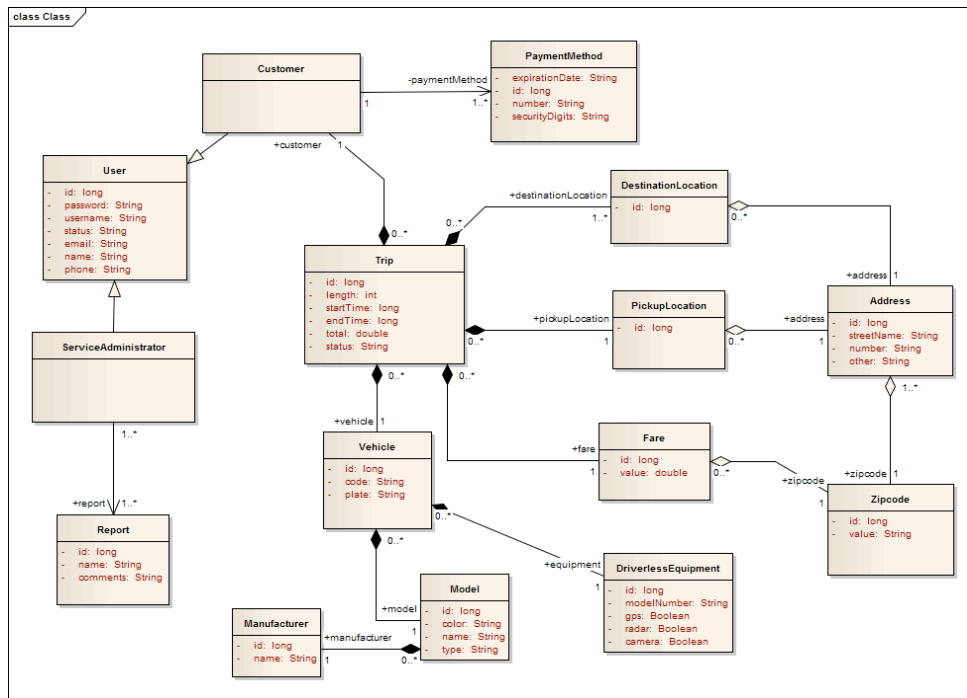 class Class
Customer
-paymentMethod
1
1..*
PaymentMethod
- expirationDate: String
- id: long
- number: String
- securityDigits: String
+customer
1
0..*
User
- id: long
- password: String
- username: String
- status: String
- email: String
- name: String
- phone: String
+destinationLocation
0..*
1..*
DestinationLocation
- id: long
0..*
+address
1
Trip
- id: long
- length: int
- startTime: long
- endTime: long
- total: double
- status: String
0..*
+pickupLocation
1
PickupLocation
- id: long
0..*
+address
1
Address
- id: long
- streetName: String
- number: String
- other: String
ServiceAdministrator
1..*
+report
1..*
Report
- id: long
- name: String
- comments: String
0..*
+vehicle
1
0..*
+fare
1
Vehicle
- id: long
- code: String
- plate: String
Fare
- id: long
- value: double
0..*
+zipcode
1
1..*
+zipcode
1
Zipcode
- id: long
- value: String
0..*
+equipment
1
DriverlessEquipment
- id: long
- modelNumber: String
- gps: Boolean
- radar: Boolean
- camera: Boolean
0..*
+model
1
Model
- id: long
- color: String
- name: String
- type: String
0..*
+manufacturer
1
Manufacturer
- id: long
- name: String